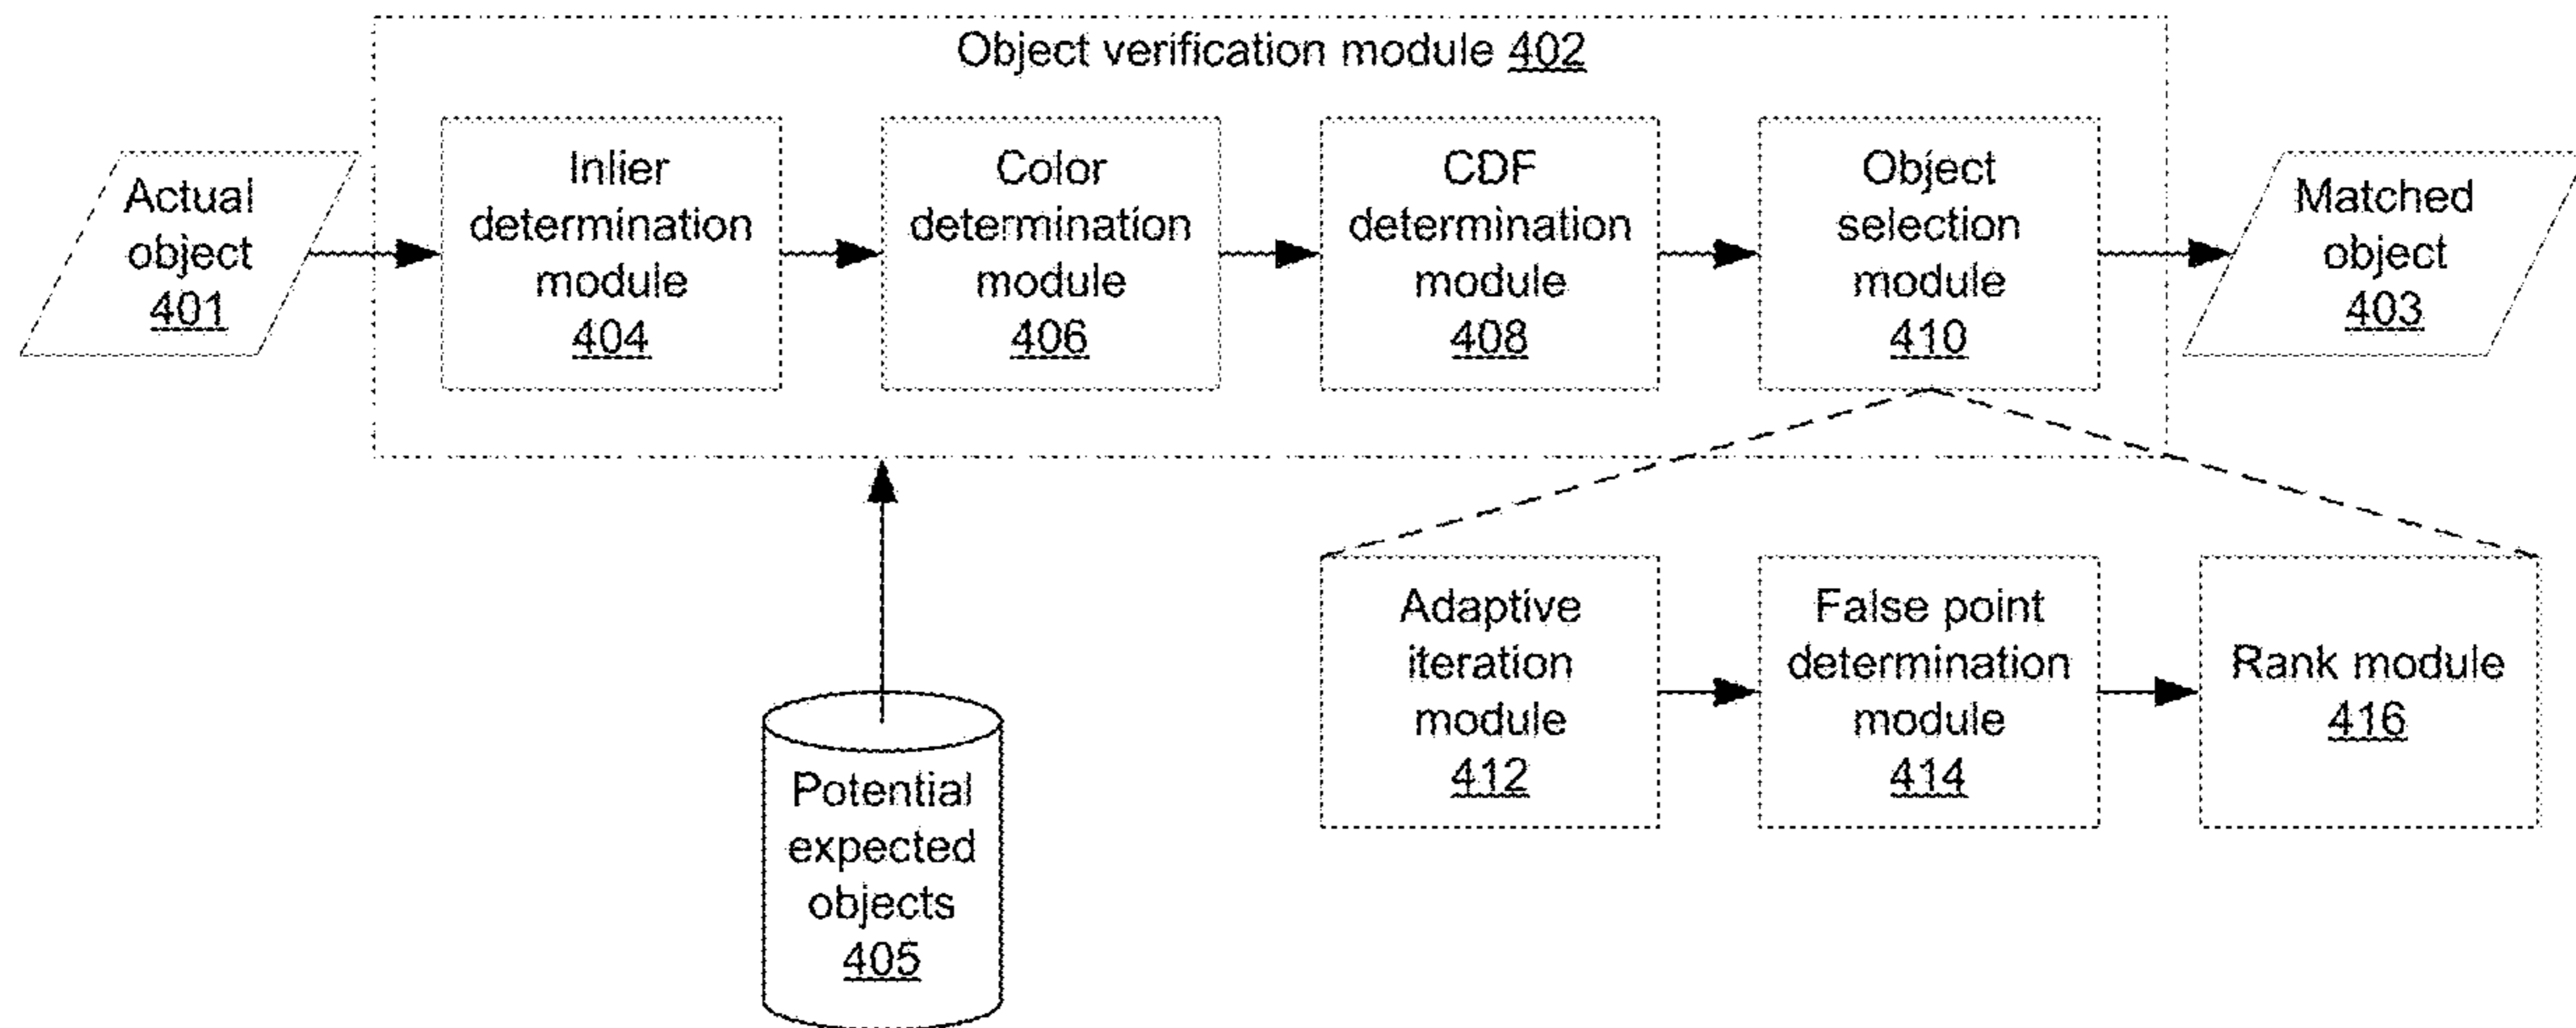 Object verification module 402
Actual
object
401
Inlier
determination
module
404
Color
determination
module
406
CDF
determination
module
408
Object
selection
module
410
Matched
object
403
Adaptive
iteration
module
412
False point
determination
module
414
Rank module
416
Potential
expected
objects
405